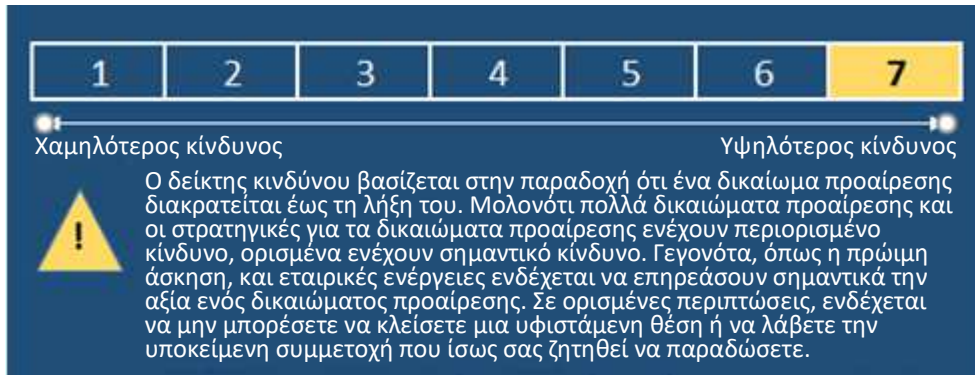 1 2 3 4 5 6 7
Χαμηλότερος κίνδυνος Υψηλότερος κίνδυνος
Ο δείκτης κινδύνου βασίζεται στην παραδοχή ότι ένα δικαίωμα προαίρεσης
διακρατείται έως τη λήξη του. Μολονότι πολλά δικαιώματα προαίρεσης και
οι στρατηγικές για τα δικαιώματα προαίρεσης ενέχουν περιορισμένο
κίνδυνο, ορισμένα ενέχουν σημαντικό κίνδυνο. Γεγονότα, όπως η πρώιμη
άσκηση, και εταιρικές ενέργειες ενδέχεται να επηρεάσουν σημαντικά την
αξία ενός δικαιώματος προαίρεσης. Σε ορισμένες περιπτώσεις, ενδέχεται
να μην μπορέσετε να κλείσετε μια υφιστάμενη θέση ή να λάβετε την
υποκείμενη συμμετοχή που ίσως σας ζητηθεί να παραδώσετε.
!